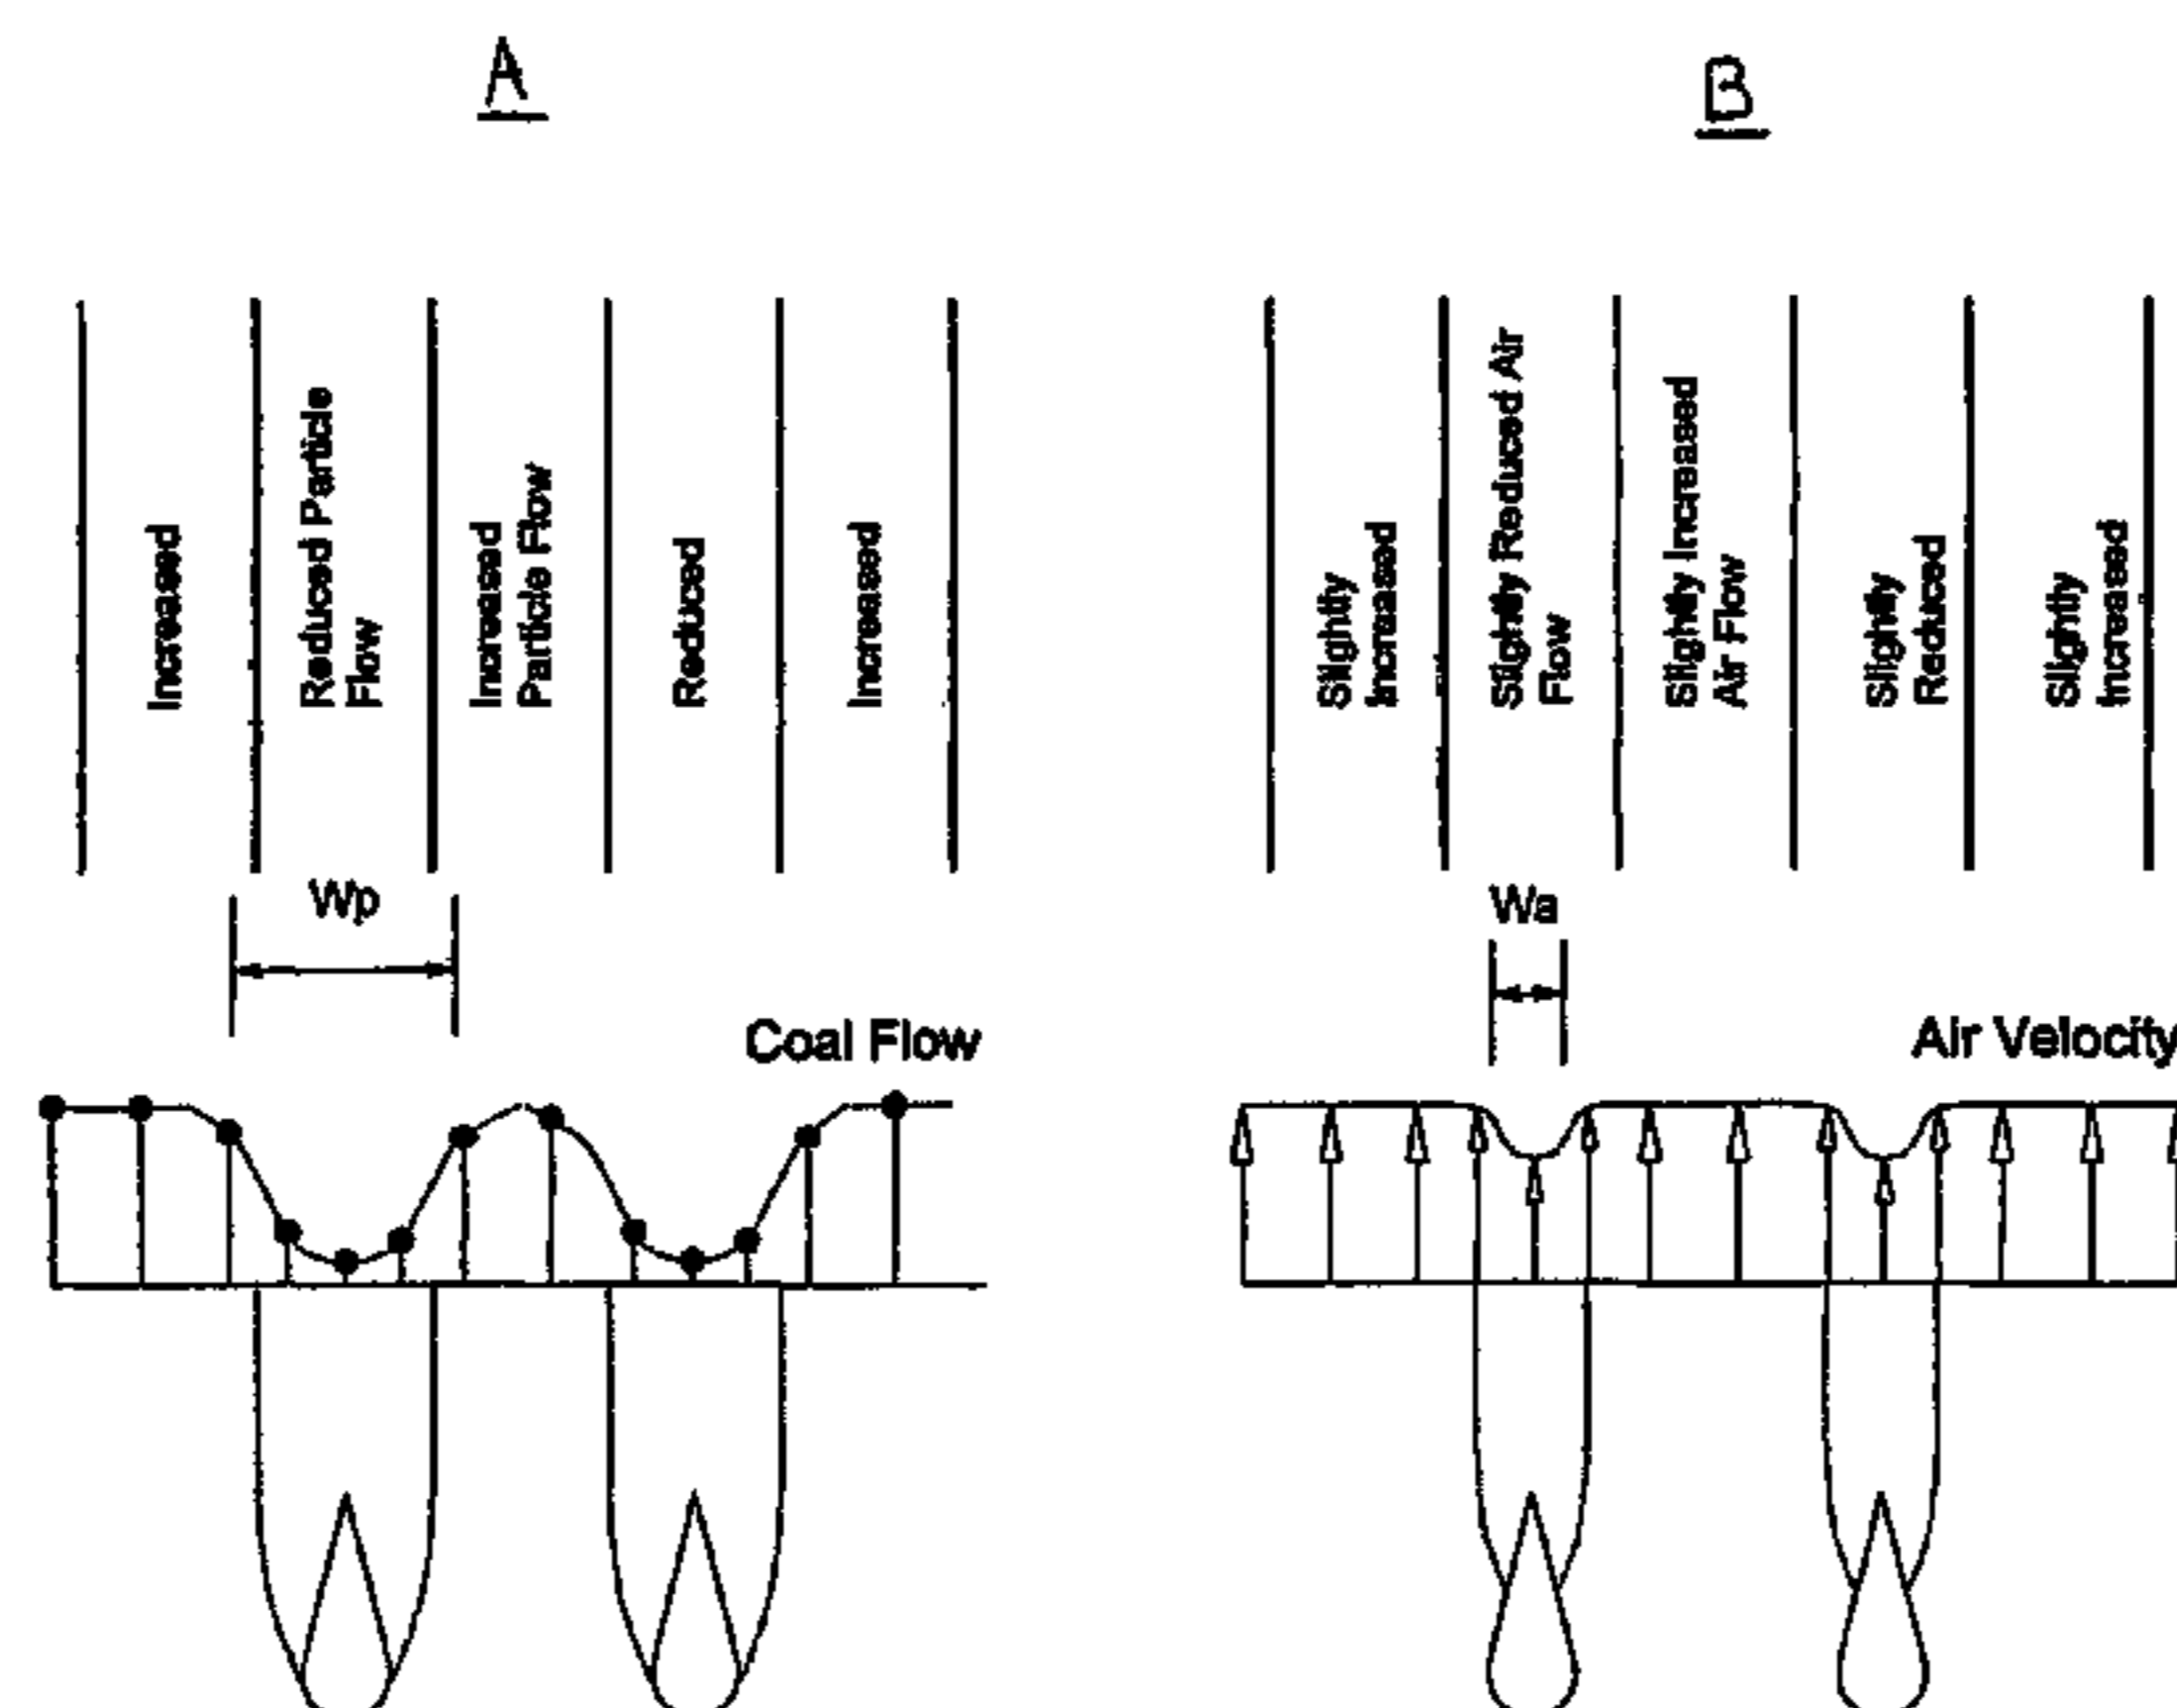 A
B
Increased
Reduced Particle
Flow
Increased
Particle Flow
Reduced
Increased
Slightly
Increased
Slightly Reduced Air
Flow
Slightly Increased
Air Flow
Slightly
Reduced
Slightly
Increased
Wp
Wa
Coal Flow
Air Velocity